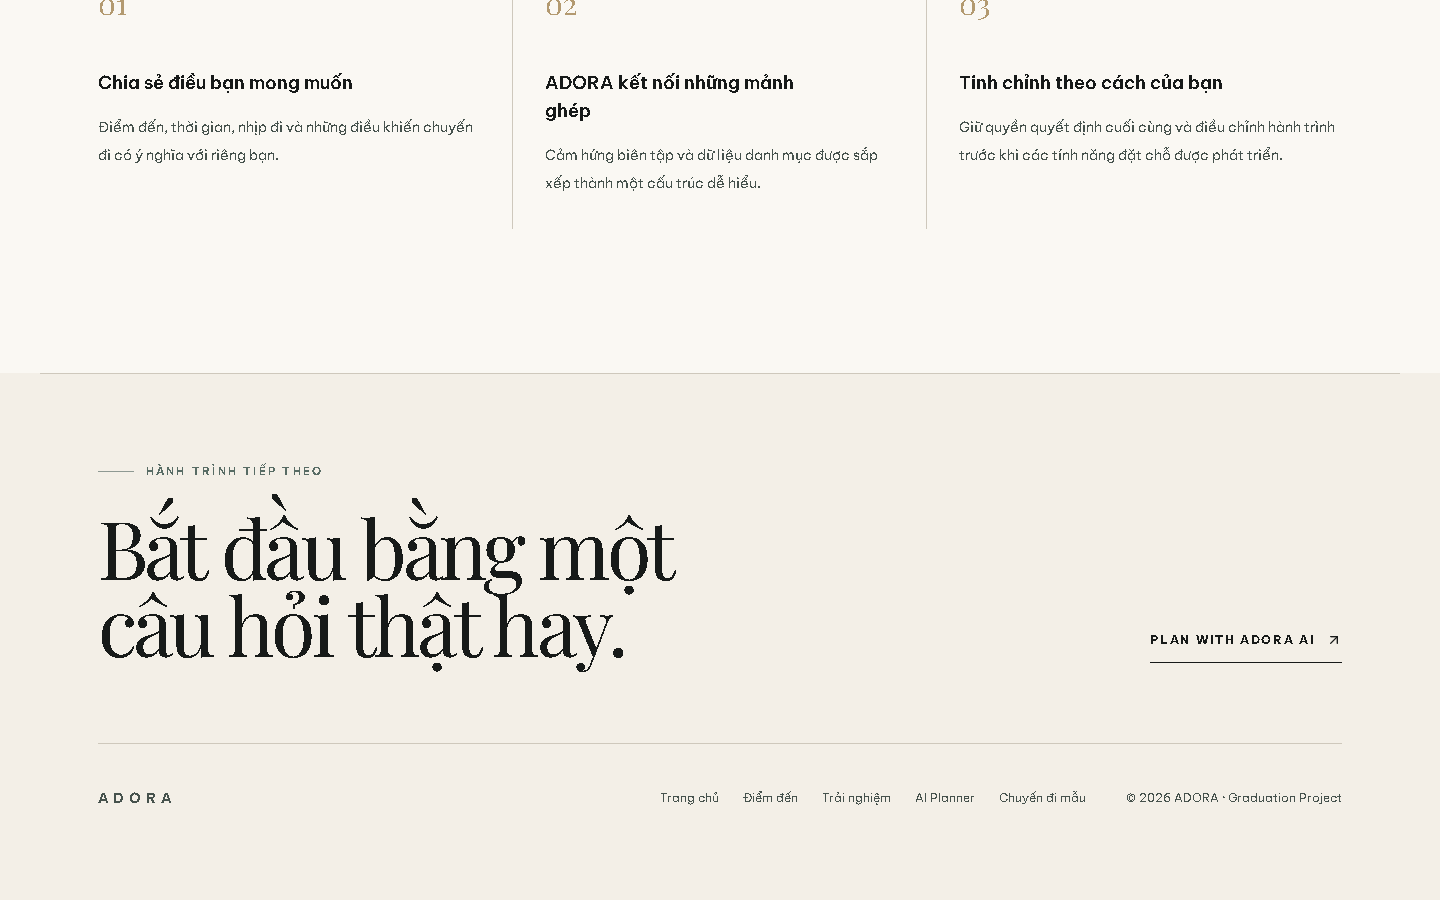 01
02
03
Chia sẻ điều bạn mong muốn
Điểm đến, thời gian, nhịp đi và những điều khiến chuyến
đi có ý nghĩa với riêng bạn.
ADORA kết nối những mảnh
ghép
Cảm hứng biên tập và dữ liệu danh mục được sắp
xếp thành một cấu trúc dễ hiểu.
Tinh chỉnh theo cách của bạn
Giữ quyền quyết định cuối cùng và điều chỉnh hành trình
trước khi các tính năng đặt chỗ được phát triển.
HÀNH TRÌNH TIẾP THEO
Bắt đầu bằng một
câu hỏi thật hay.
PLAN WITH ADORA AI
ADORA
Trang chủ
Điểm đến
Trải nghiệm
AI Planner
Chuyến đi mẫu
© 2026 ADORA · Graduation Project